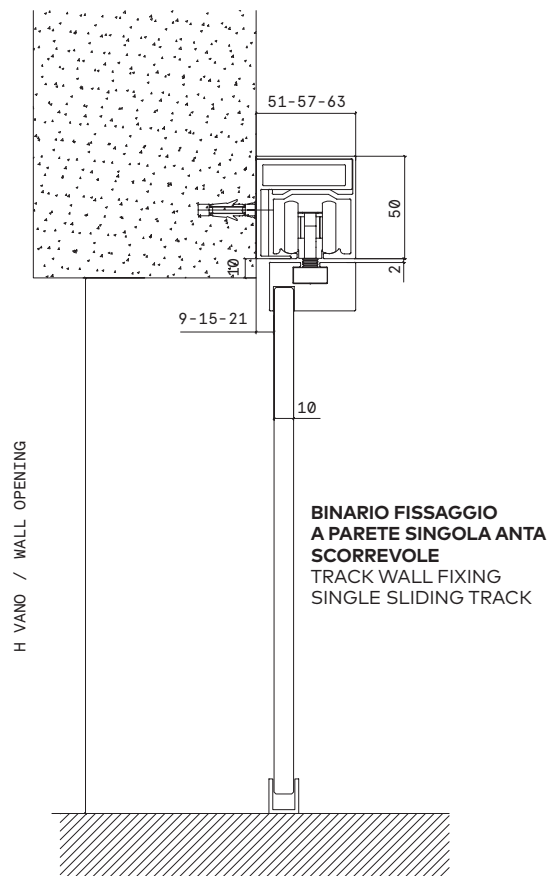 51-57-63
50
10
2
9-15-21
10
H VANO / WALL OPENING
BINARIO FISSAGGIO
A PARETE SINGOLA ANTA
SCORREVOLE
TRACK WALL FIXING
SINGLE SLIDING TRACK